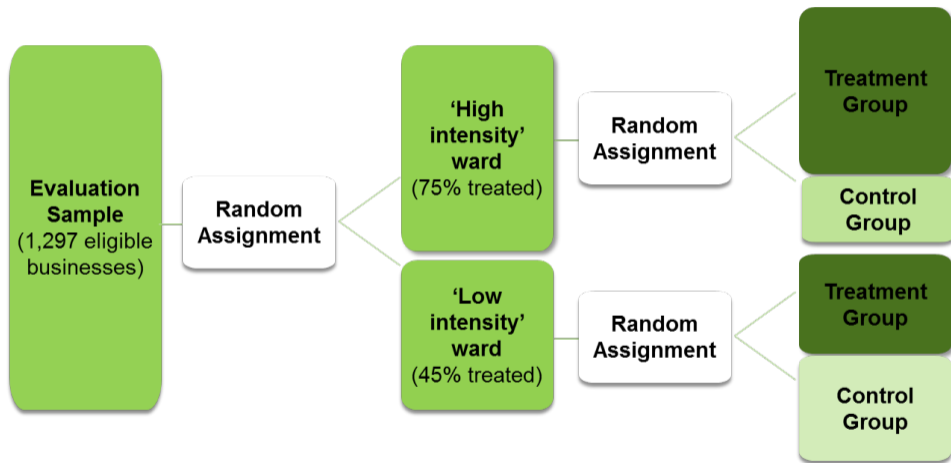 Evaluation
Sample
(1,297 eligible
businesses)
Random
Assignment
‘High
intensity’
ward
(75% treated)
Random
Assignment
Treatment
Group
Control
Group
‘Low
intensity’
ward
(45% treated)
Random
Assignment
Treatment
Group
Control
Group